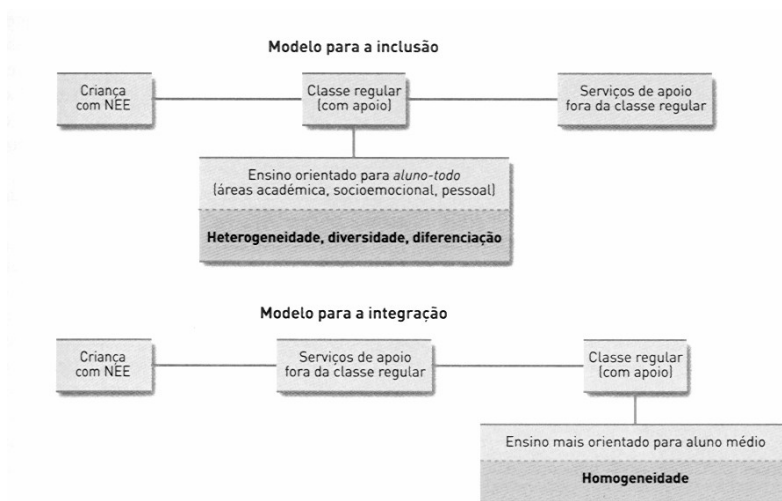 Modelo para a inclusão
Criança
com NEE
Classe regular
(com apoio)
Serviços de apoio
fora da classe regular
Ensino orientado para aluno-todo
(áreas académica, socioemocional, pessoal)
Heterogeneidade, diversidade, diferenciação
Modelo para a integração
Criança
com NEE
Serviços de apoio
fora da classe regular
Classe regular
(com apoio)
Ensino mais orientado para aluno médio
Homogeneidade